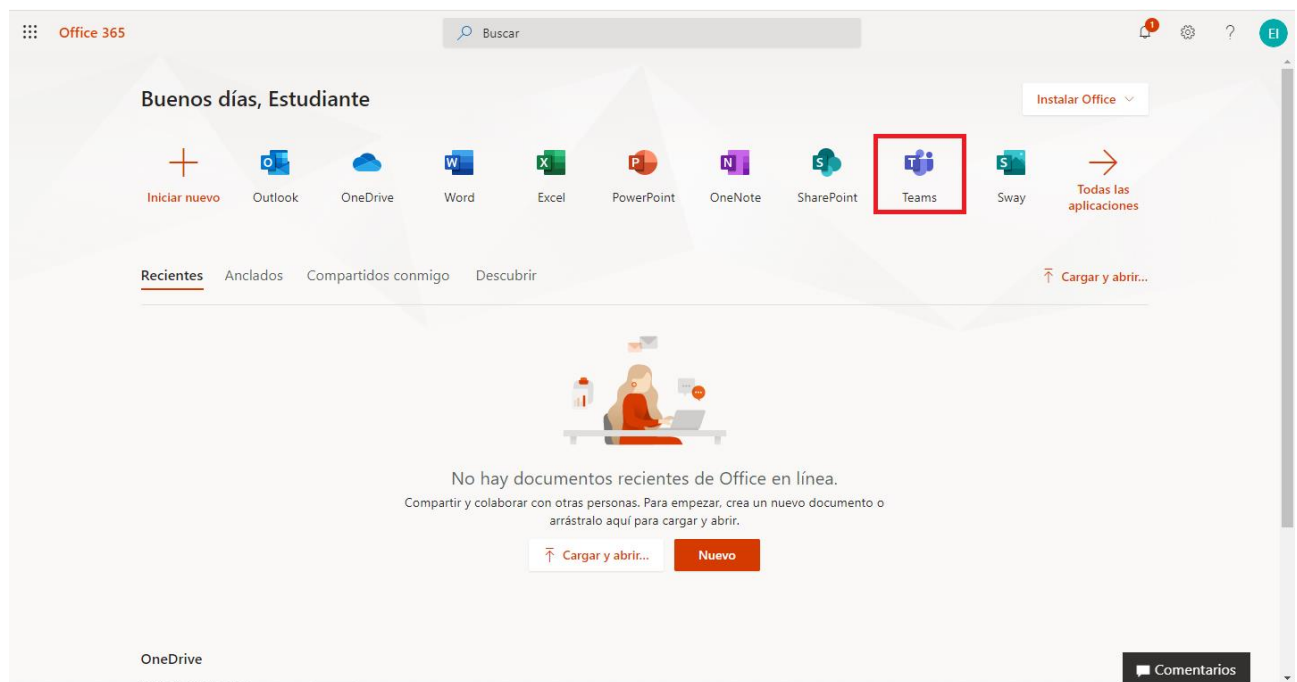 Office 365
Buscar
1
?
EI
Buenos días, Estudiante
Instalar Office
Iniciar nuevo
Outlook
OneDrive
Word
Excel
PowerPoint
OneNote
SharePoint
Teams
Sway
Todas las
aplicaciones
Recientes
Anclados
Compartidos conmigo
Descubrir
Cargar y abrir...
No hay documentos recientes de Office en línea.
Compartir y colaborar con otras personas. Para empezar, crea un nuevo documento o
arrástralo aquí para cargar y abrir.
Cargar y abrir...
Nuevo
OneDrive
Comentarios